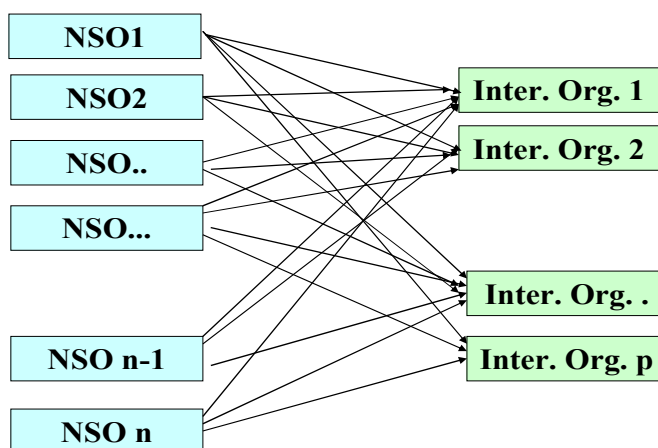 NSO1
NSO2
NSO..
NSO...
NSO n-1
NSO n
Inter. Org. 1
Inter. Org. 2
Inter. Org. .
Inter. Org. p